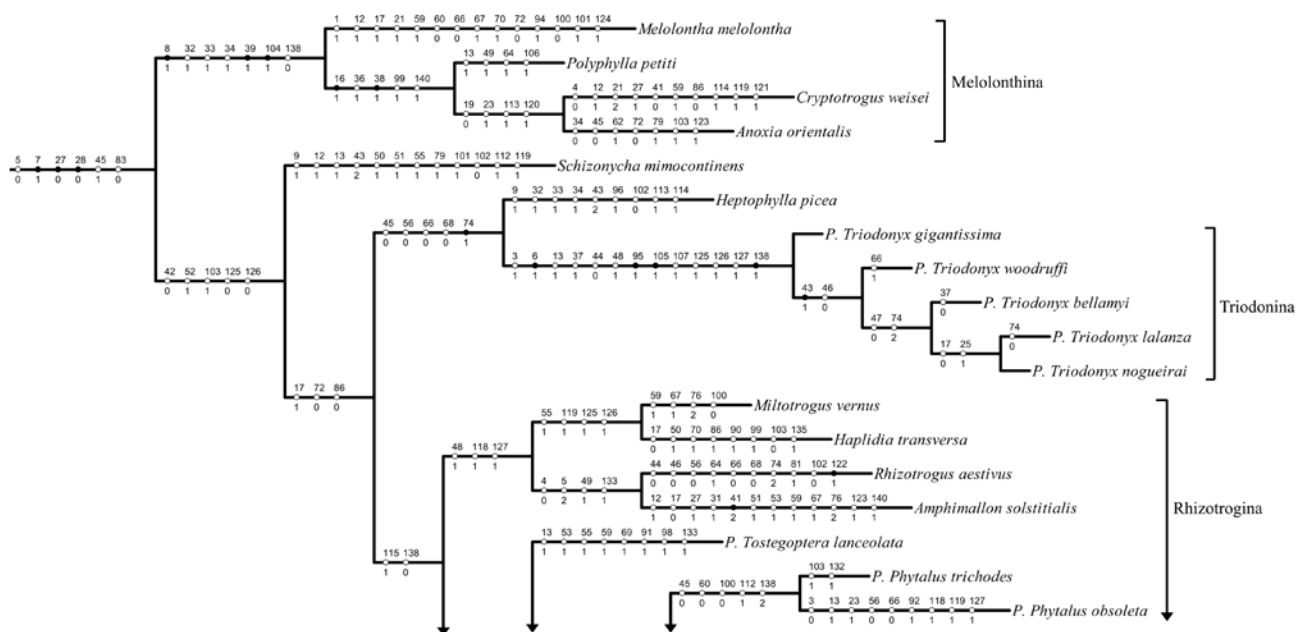 1 12 17 21 59 60 66 67 70 72 94 100 101 124
1 1 1 1 1 0 0 1 1 0 1 0 1 1
Melolontha melolontha
8 32 33 34 39 104 138
1 1 1 1 1 1 0
13 49 64 106
1 1 1 1
Polyphylla petiti
16 36 38 99 140
1 1 1 1 1
Melolonthina
4 12 21 27 41 59 86 114 119 121
0 1 2 1 0 1 0 1 1 1
Cryptotrogus weisei
19 23 113 120
0 1 1 1
34 45 62 72 79 103 123
0 0 1 0 1 1 1
Anoxia orientalis
5 7 27 28 45 83
0 1 0 0 1 0
9 12 13 43 50 51 55 79 101 102 112 119
1 1 1 2 1 1 1 1 1 0 1 1
Schizonycha mimocontinens
9 32 33 34 43 96 102 113 114
1 1 1 1 2 1 0 1 1
Heptophylla picea
45 56 66 68 74
0 0 0 0 1
P. Triodonyx gigantissima
3 6 13 37 44 48 95 105 107 125 126 127 138
1 1 1 1 0 1 1 1 1 1 1 1 1
66
1
P. Triodonyx woodruffi
42 52 103 125 126
0 1 1 0 0
43 46
1 0
37
0
P. Triodonyx bellamyi
Triodonina
47 74
0 2
74
0
P. Triodonyx lalanza
17 25
0 1
P. Triodonyx nogueirai
17 72 86
1 0 0
59 67 76 100
1 1 2 0
Miltotrogus vernus
55 119 125 126
1 1 1 1
17 50 70 86 90 99 103 135
0 1 1 1 1 1 0 1
Haplidia transversa
48 118 127
1 1 1
44 46 56 64 66 68 74 81 102 122
0 0 0 1 0 0 2 1 0 1
Rhizotrogus aestivus
4 5 49 133
0 2 1 1
12 17 27 31 41 51 53 59 67 76 123 140
1 0 1 1 2 1 1 1 1 2 1 1
Amphimallon solstitialis
Rhizotrogina
13 53 55 59 69 91 98 133
1 1 1 1 1 1 1 1
P. Tostegoptera lanceolata
115 138
1 0
103 132
1 1
P. Phytalus trichodes
45 60 100 112 138
0 0 0 1 2
3 13 23 56 66 92 118 119 127
0 1 1 0 0 1 1 1 1
P. Phytalus obsoleta